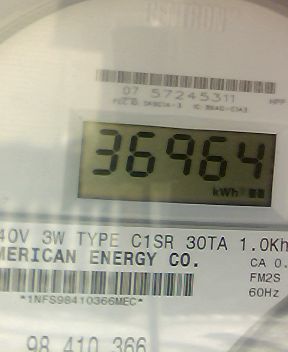 CENTRON
07 57245311
36964
kWh
40V 3W TYPE C1SR 30TA 1.0Kh
MERICAN ENERGY CO.
CA 0.
FM2S
60Hz
*1NFS98410366MEC*
98 410 366